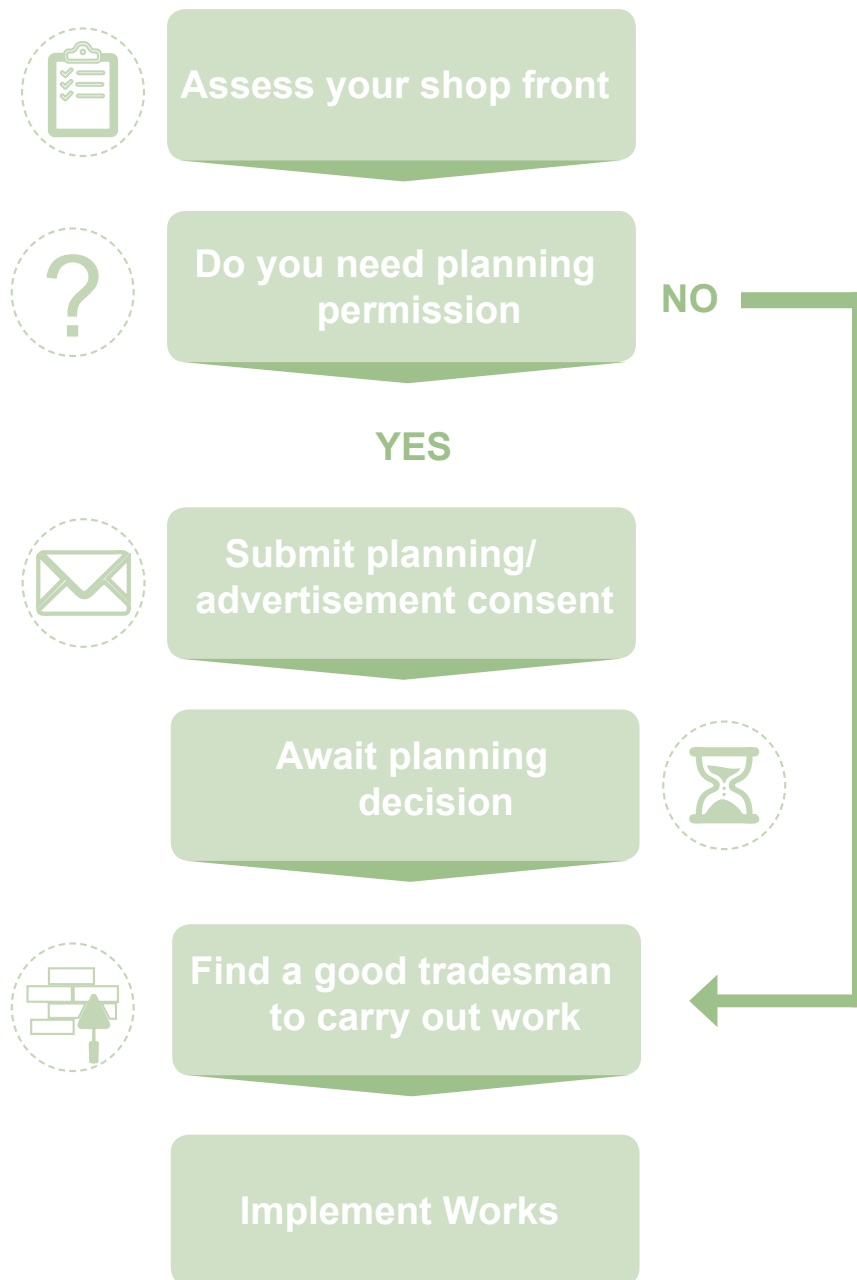 Assess your shop front
Do you need planning
permission
NO
YES
Submit planning/
advertisement consent
Await planning
decision
Find a good tradesman
to carry out work
Implement Works